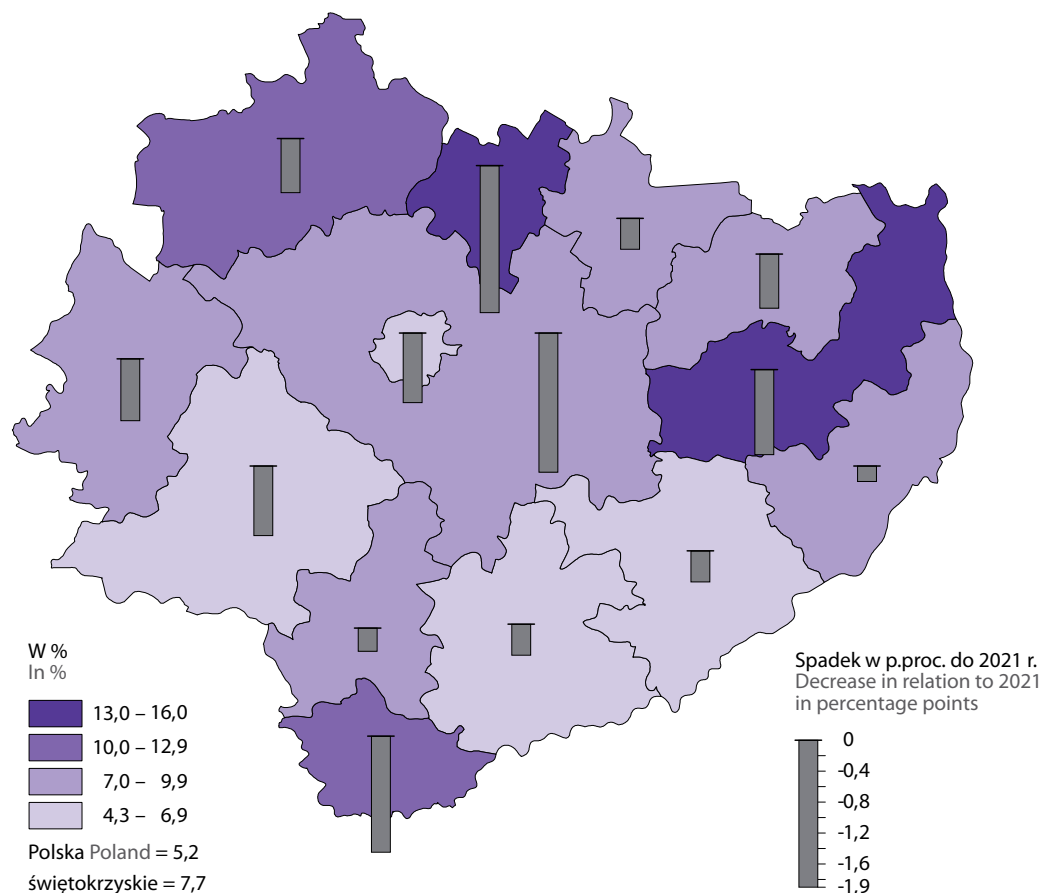 W %
In %
13,0 – 16,0
10,0 – 12,9
7,0 – 9,9
4,3 – 6,9
Polska Poland = 5,2
świętokrzyskie = 7,7
Spadek w p.proc. do 2021 r.
Decrease in relation to 2021
in percentage points
0
-0,4
-0,8
-1,2
-1,6
-1,9